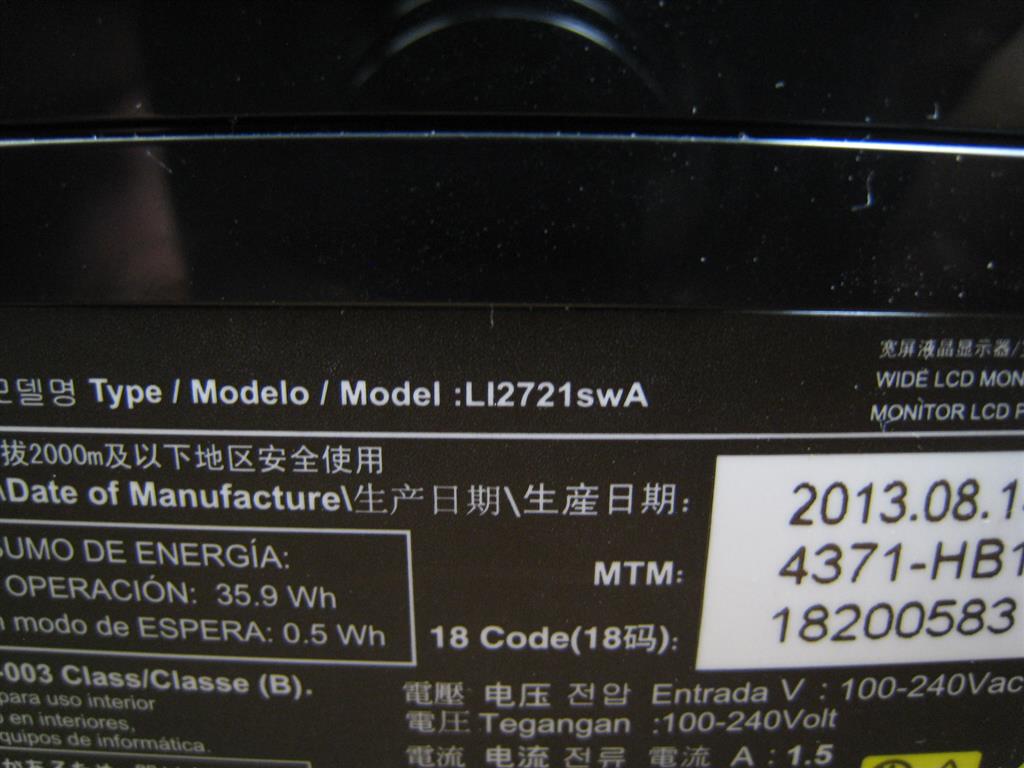 宽屏液晶显示器/
모델명 Type / Modelo / Model :LI2721swA
WIDE LCD MON
MONITOR LCD P
拔2000m及以下地区安全使用
\Date of Manufacture\生产日期\生産日期:
2013.08.1
SUMO DE ENERGÍA:
OPERACIÓN: 35.9 Wh
n modo de ESPERA: 0.5 Wh
MTM:
4371-HB1
18 Code(18码):
18200583
-003 Class/Classe (B).
para uso interior
o en interiores,
quipos de informática.
電壓 电压 전압 Entrada V : 100-240Vac
電圧 Tegangan :100-240Volt
電流 电流 전류 電流 A : 1.5